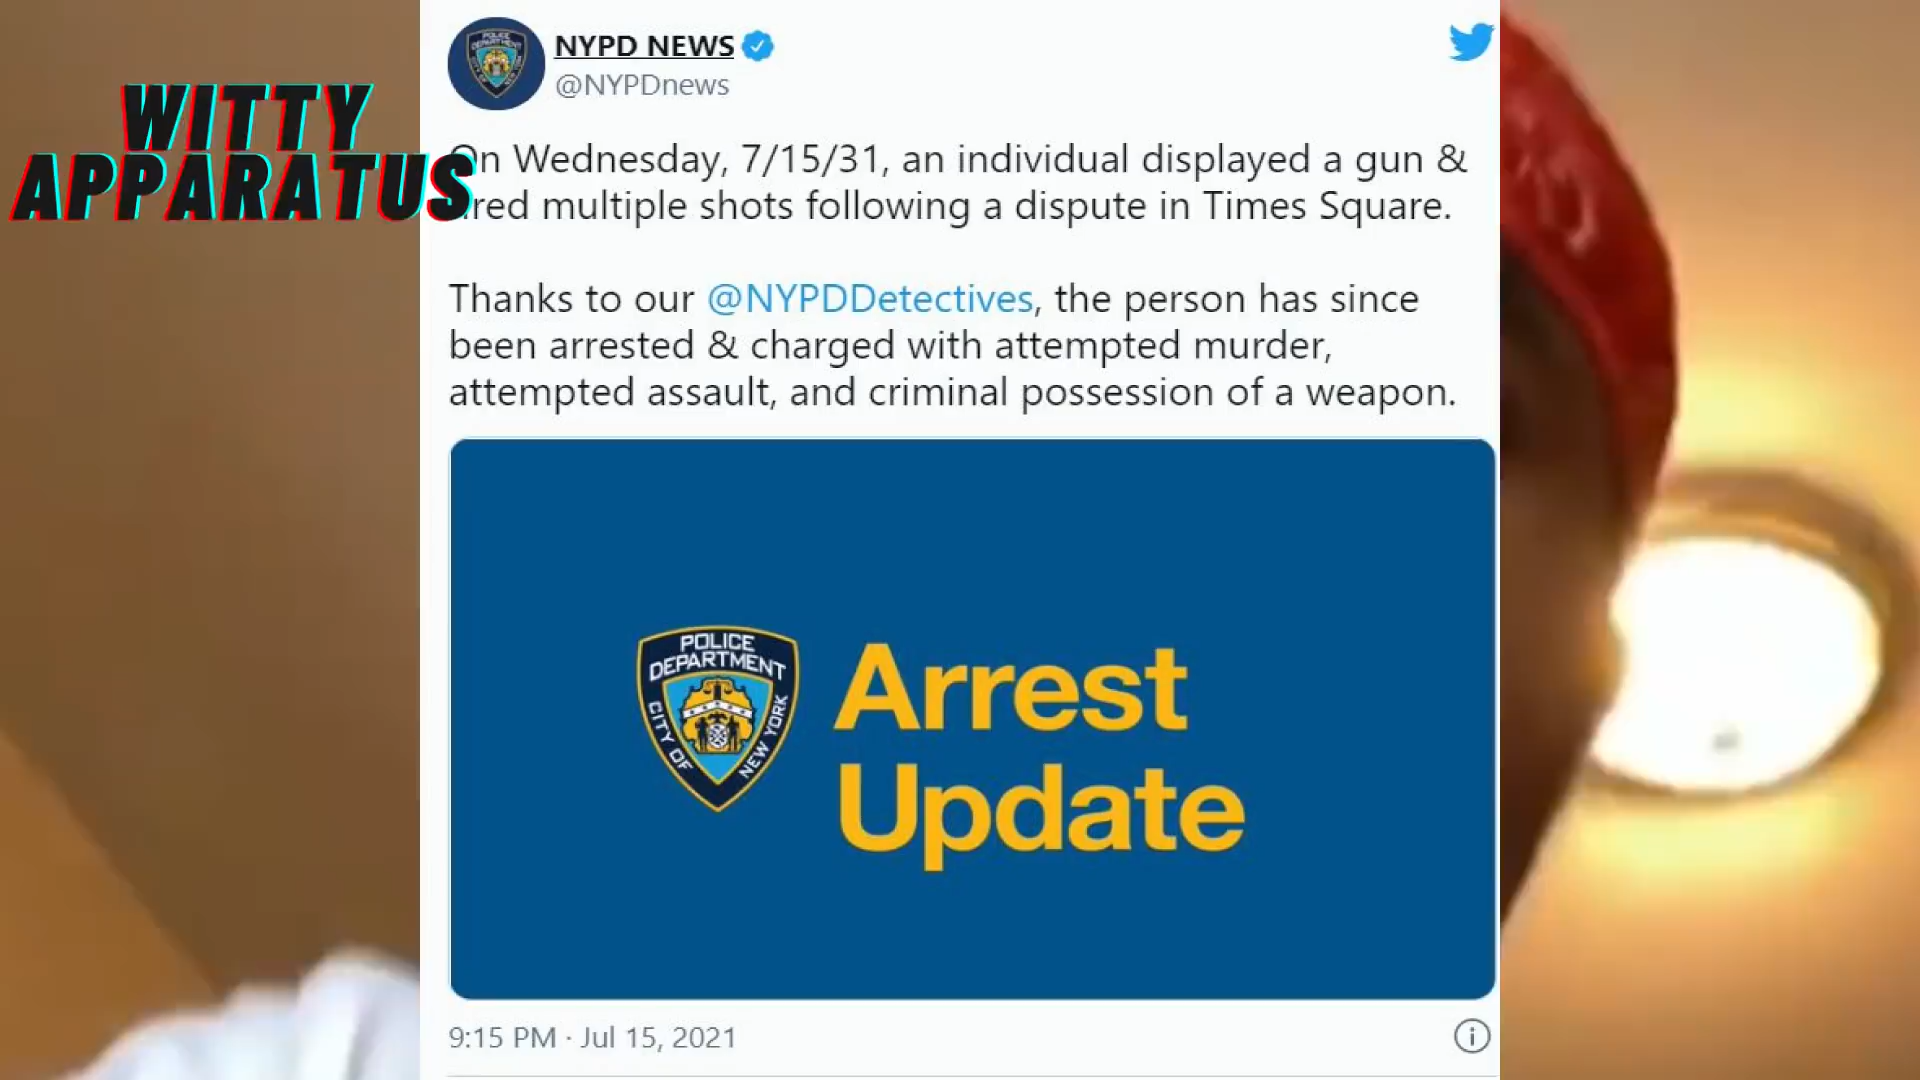 NYPD NEWS
@NYPDnews
WITTY
APPARATUS
On Wednesday, 7/15/31, an individual displayed a gun &
ired multiple shots following a dispute in Times Square.
Thanks to our @NYPDDetectives, the person has since
been arrested & charged with attempted murder,
attempted assault, and criminal possession of a weapon.
POLICE
DEPARTMENT
CITY OF
NEW YORK
Arrest
Update
9:15 PM · Jul 15, 2021